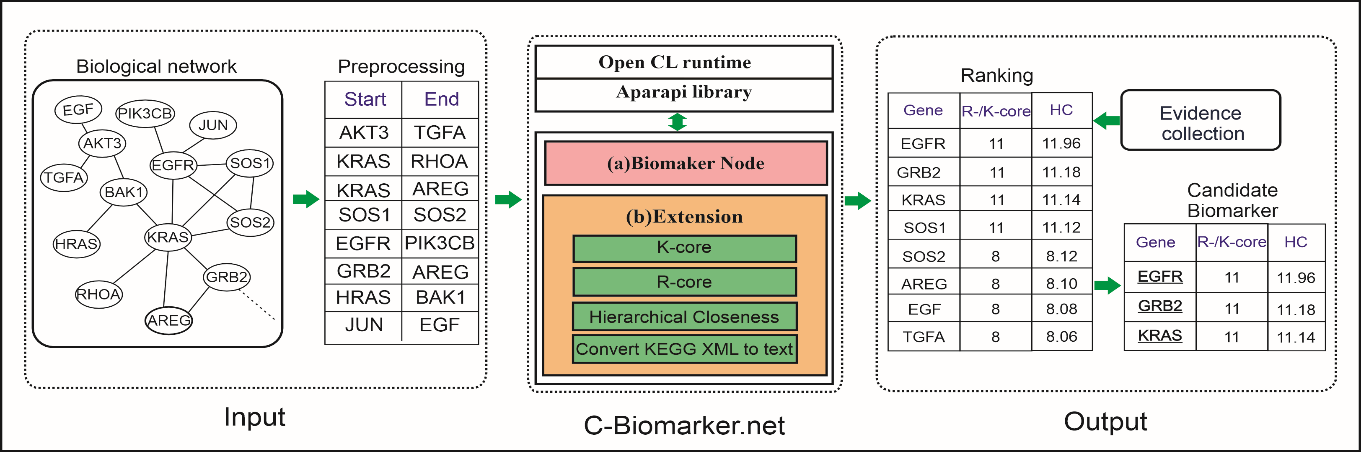 Biological network
EGF
PIK3CB
JUN
AKT3
EGFR
SOS1
TGFA
BAK1
SOS2
HRAS
KRAS
GRB2
RHOA
AREG
Preprocessing
Start End
AKT3 TGFA
KRAS RHOA
KRAS AREG
SOS1 SOS2
EGFR PIK3CB
GRB2 AREG
HRAS BAK1
JUN EGF
Input
Open CL runtime
Aparapi library
(a)Biomaker Node
(b)Extension
K-core
R-core
Hierarchical Closeness
Convert KEGG XML to text
C-Biomarker.net
Ranking
Gene R-/K-core HC
EGFR 11 11.96
GRB2 11 11.18
KRAS 11 11.14
SOS1 11 11.12
SOS2 8 8.12
AREG 8 8.10
EGF 8 8.08
TGFA 8 8.06
Evidence
collection
Candidate
Biomarker
Gene R-/K-core HC
EGFR 11 11.96
GRB2 11 11.18
KRAS 11 11.14
Output